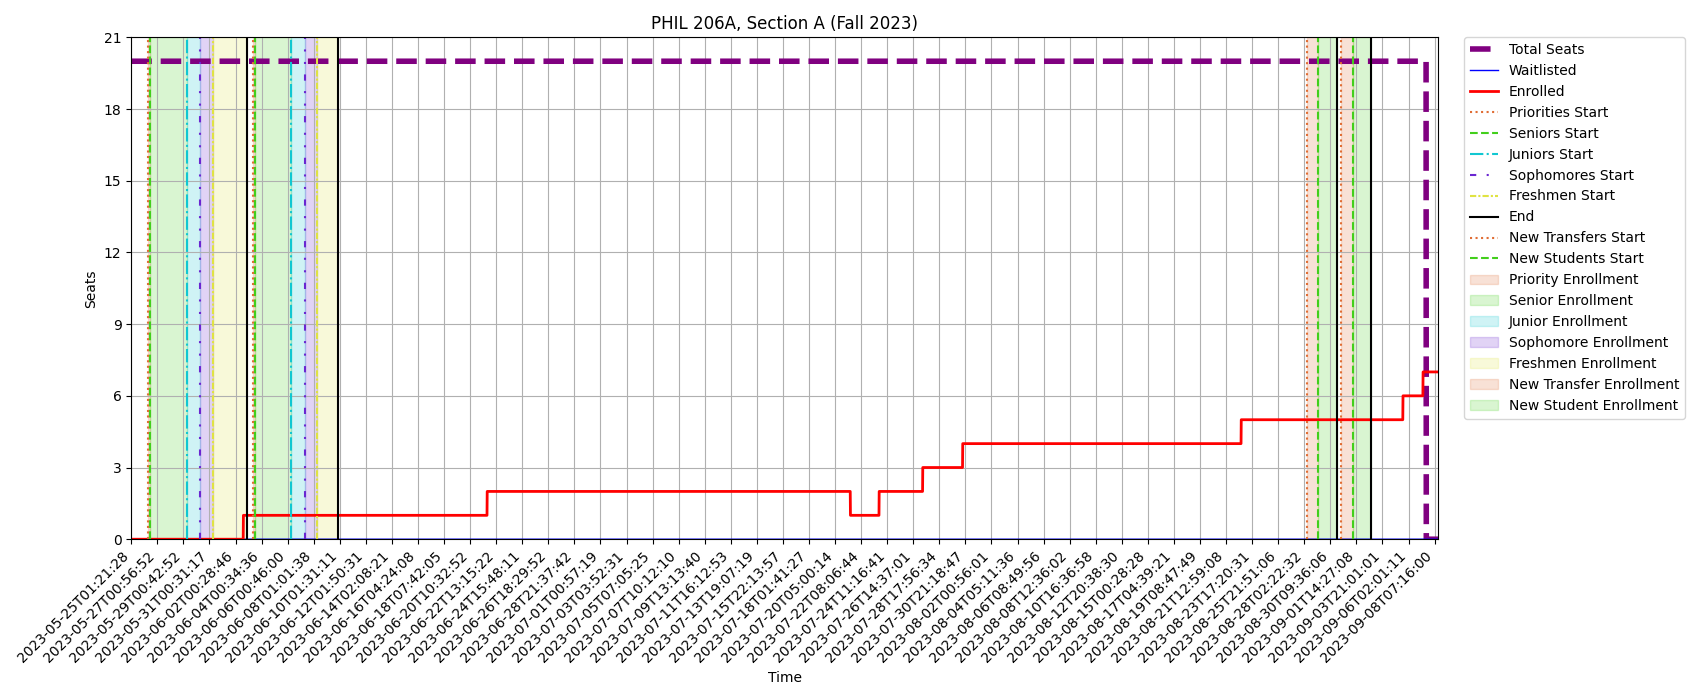 PHIL 206A, Section A (Fall 2023)
21
18
15
12
9
6
3
0
Seats
2023-05-25T01:21:28
2023-05-27T00:56:52
2023-05-29T00:42:52
2023-05-31T00:31:17
2023-06-02T00:28:46
2023-06-04T00:34:36
2023-06-06T00:46:00
2023-06-08T01:01:38
2023-06-10T01:31:11
2023-06-12T01:50:31
2023-06-14T02:08:21
2023-06-16T04:24:08
2023-06-18T07:42:05
2023-06-20T10:32:52
2023-06-22T13:15:22
2023-06-24T15:48:11
2023-06-26T18:29:52
2023-06-28T21:37:42
2023-07-01T00:57:19
2023-07-03T03:52:31
2023-07-05T07:05:25
2023-07-07T10:12:10
2023-07-09T13:13:40
2023-07-11T16:12:53
2023-07-13T19:07:19
2023-07-15T22:13:57
2023-07-18T01:41:27
2023-07-20T05:00:14
2023-07-22T08:06:44
2023-07-24T11:16:41
2023-07-26T14:37:01
2023-07-28T17:56:34
2023-07-30T21:18:47
2023-08-02T00:56:01
2023-08-04T05:11:36
2023-08-06T08:49:56
2023-08-08T12:36:02
2023-08-10T16:36:58
2023-08-12T20:38:30
2023-08-15T00:28:28
2023-08-17T04:39:21
2023-08-19T08:47:49
2023-08-21T12:59:08
2023-08-23T17:20:31
2023-08-25T21:51:06
2023-08-28T02:22:32
2023-08-30T09:36:06
2023-09-01T14:27:08
2023-09-03T21:01:01
2023-09-06T02:01:11
2023-09-08T07:16:00
Time
Total Seats
Waitlisted
Enrolled
Priorities Start
Seniors Start
Juniors Start
Sophomores Start
Freshmen Start
End
New Transfers Start
New Students Start
Priority Enrollment
Senior Enrollment
Junior Enrollment
Sophomore Enrollment
Freshmen Enrollment
New Transfer Enrollment
New Student Enrollment